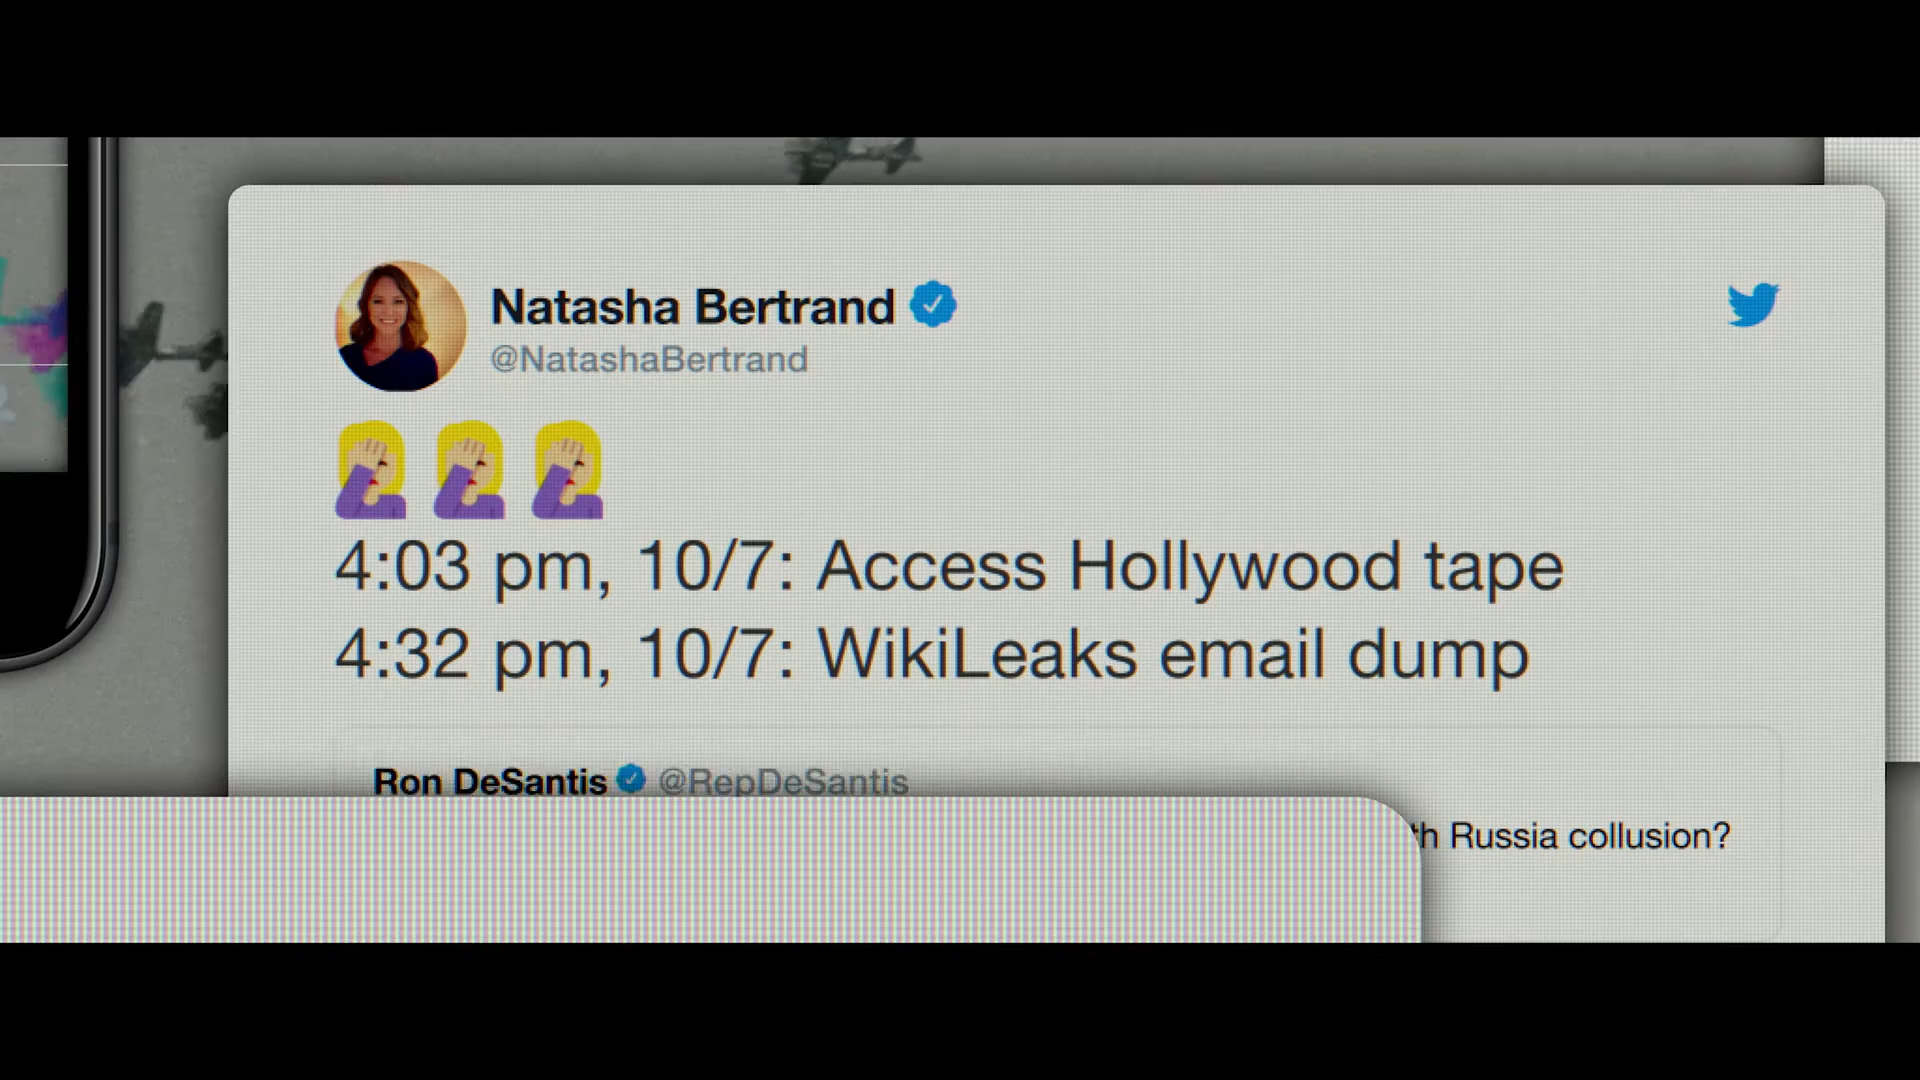 Natasha Bertrand
@NatashaBertrand
4:03 pm, 10/7: Access Hollywood tape
4:32 pm, 10/7: WikiLeaks email dump
Ron DeSantis @RepDeSantis
Russia collusion?